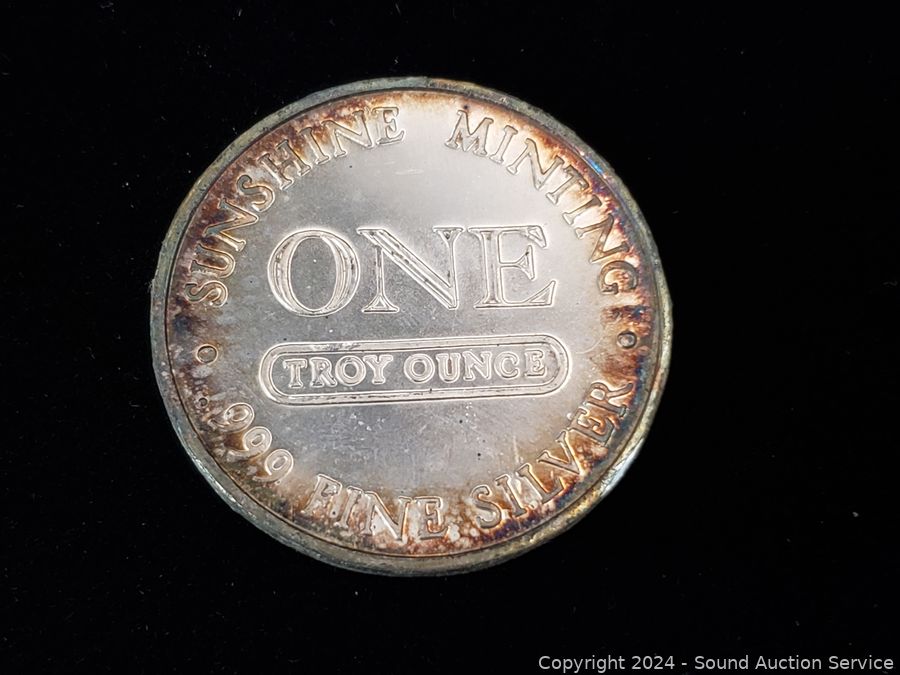 SUNSHINE MINTING
ONE
TROY OUNCE
.999 FINE SILVER
Copyright 2024 - Sound Auction Service